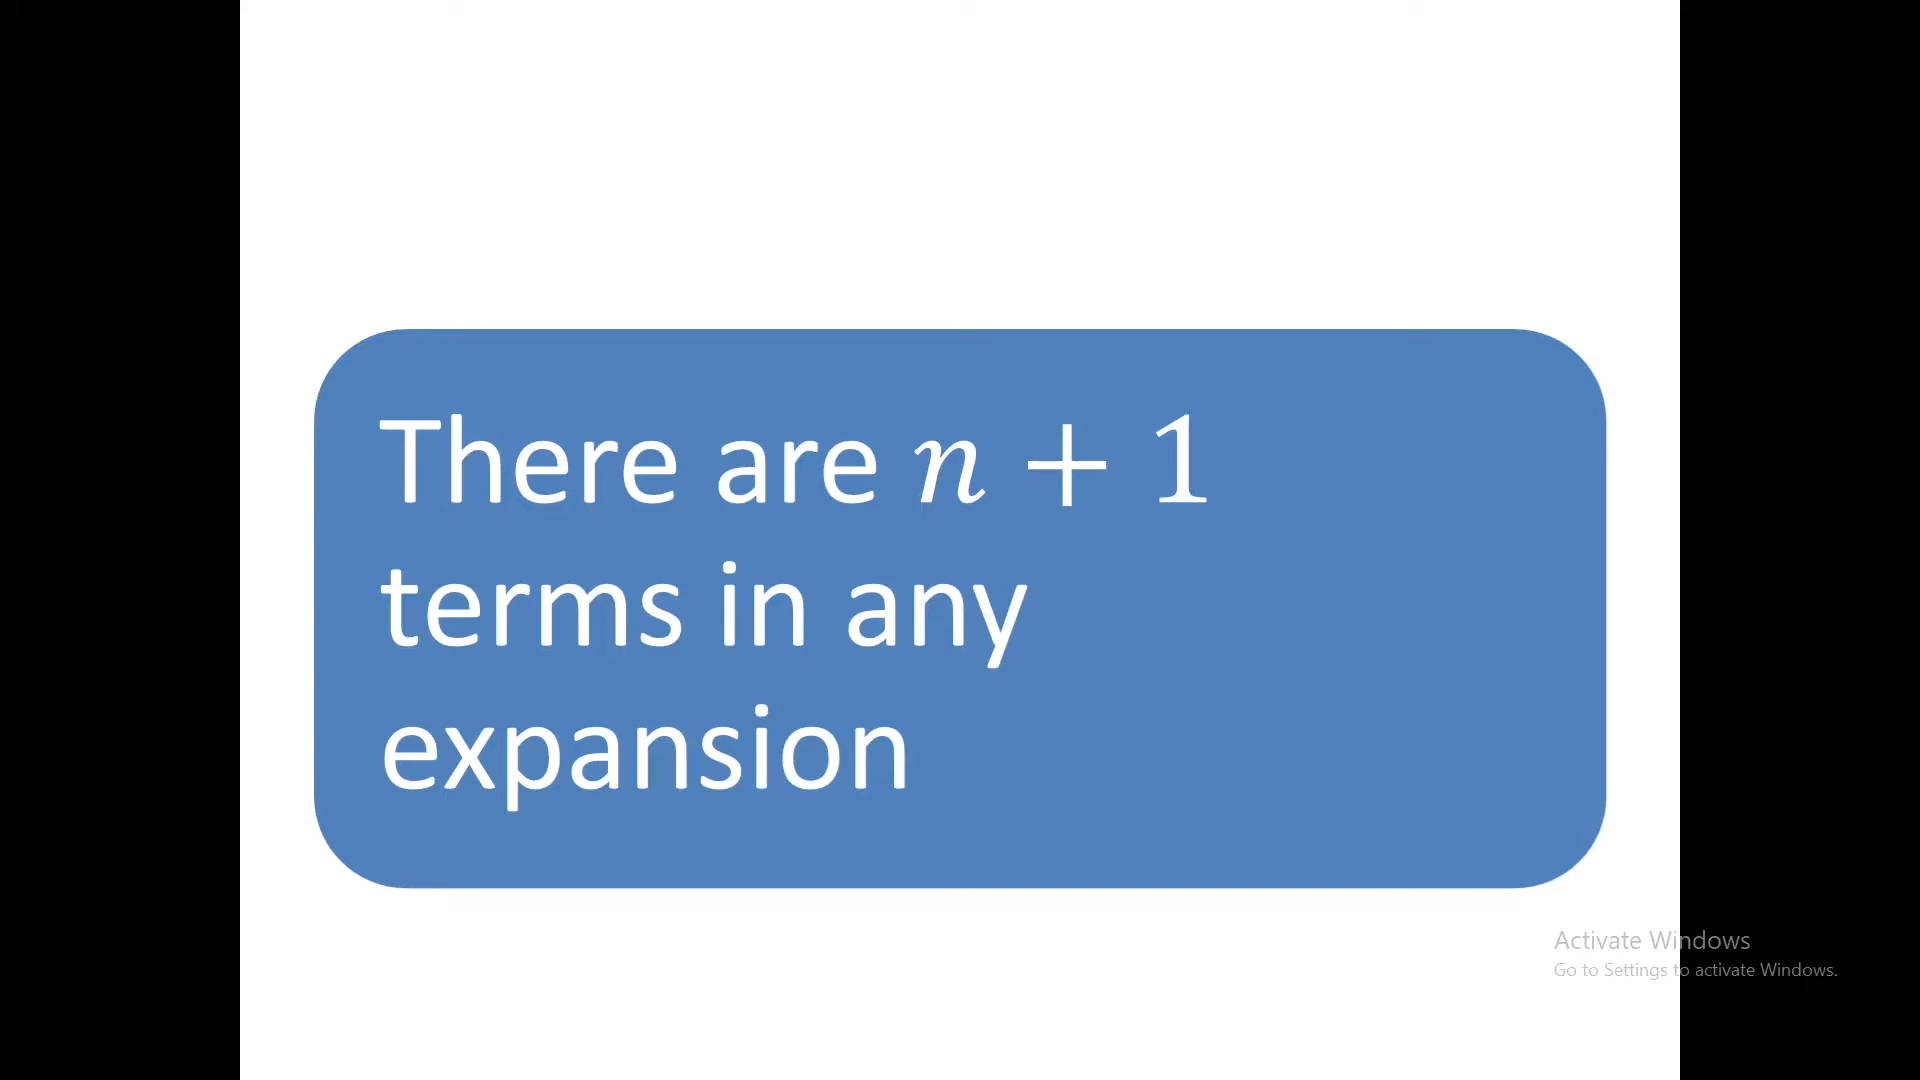 There are n + 1
terms in any
expansion
Activate Windows
Go to Settings to activate Windows.